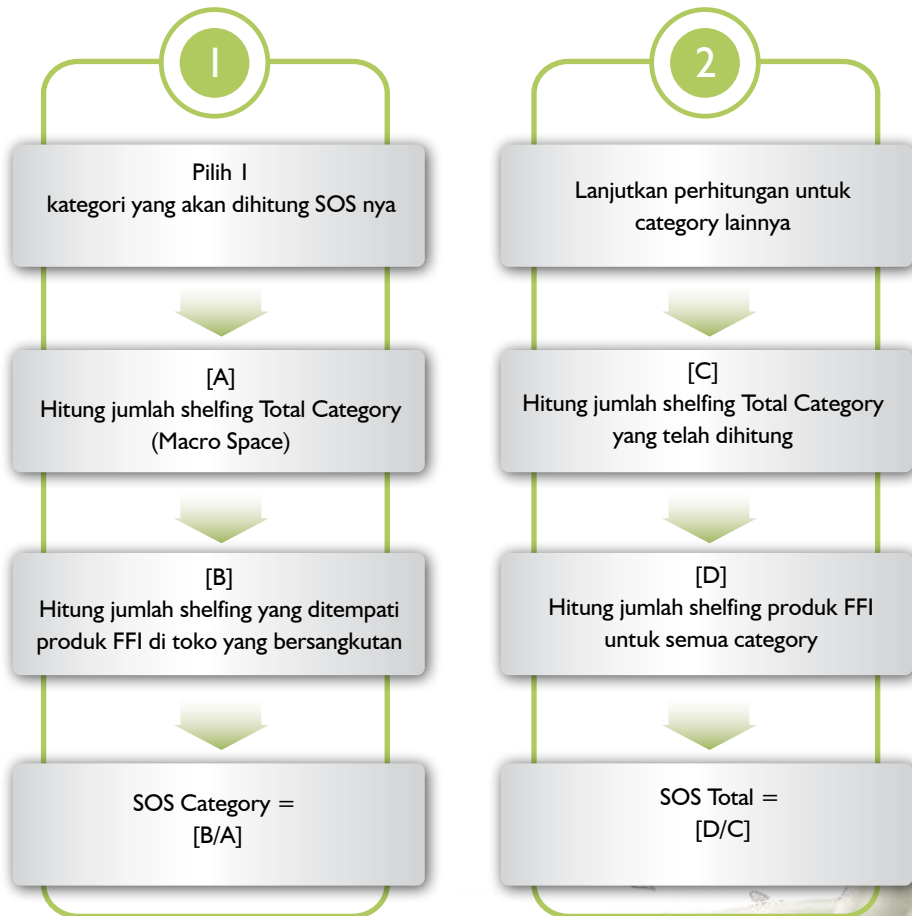 1
Pilih 1
kategori yang akan dihitung SOS nya
[A]
Hitung jumlah shelfing Total Category
(Macro Space)
[B]
Hitung jumlah shelfing yang ditempati
produk FFI di toko yang bersangkutan
SOS Category =
[B/A]
2
Lanjutkan perhitungan untuk
category lainnya
[C]
Hitung jumlah shelfing Total Category
yang telah dihitung
[D]
Hitung jumlah shelfing produk FFI
untuk semua category
SOS Total =
[D/C]